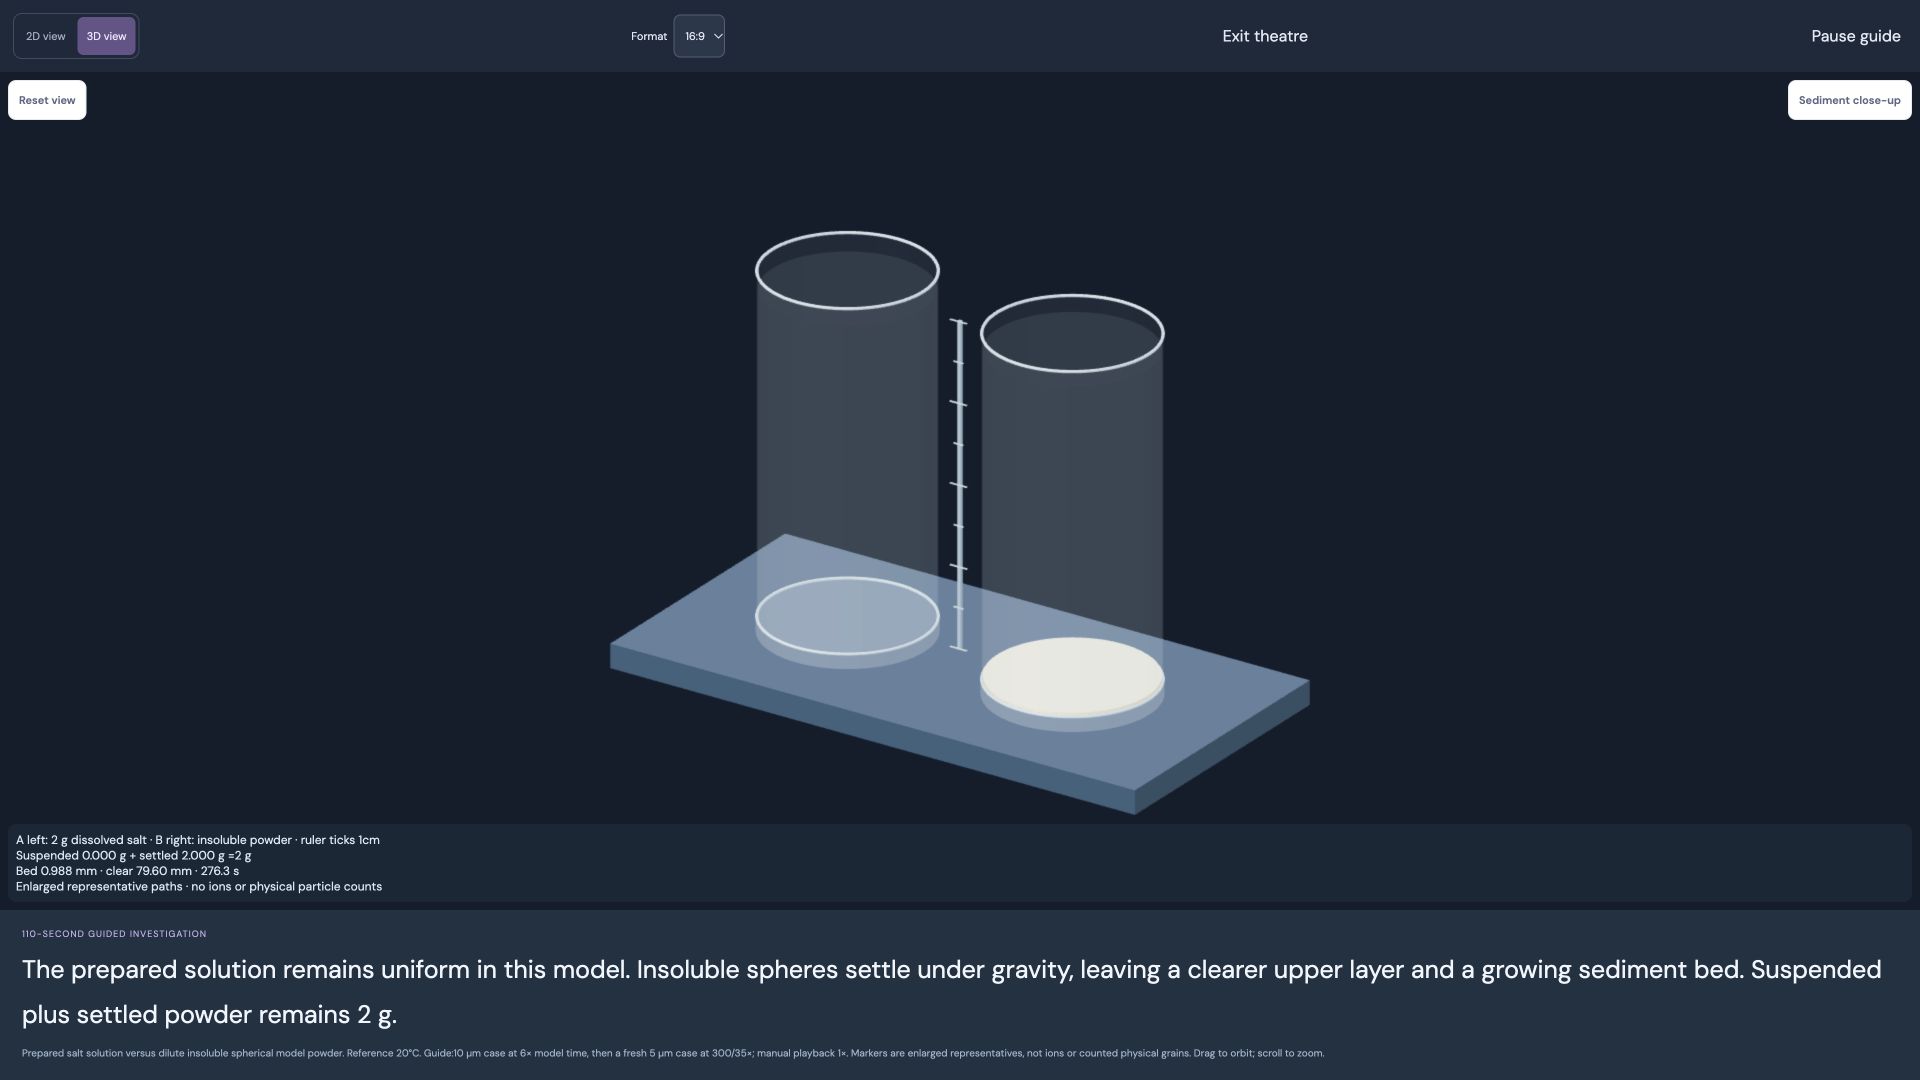 2D view
3D view
Format
16:9
Exit theatre
Pause guide
Reset view
Sediment close-up
A left: 2 g dissolved salt · B right: insoluble powder · ruler ticks 1cm
Suspended 0.000 g + settled 2.000 g =2 g
Bed 0.988 mm · clear 79.60 mm · 276.3 s
Enlarged representative paths · no ions or physical particle counts
110-SECOND GUIDED INVESTIGATION
The prepared solution remains uniform in this model. Insoluble spheres settle under gravity, leaving a clearer upper layer and a growing sediment bed. Suspended
plus settled powder remains 2 g.
Prepared salt solution versus dilute insoluble spherical model powder. Reference 20°C. Guide:10 µm case at 6× model time, then a fresh 5 µm case at 300/35×; manual playback 1×. Markers are enlarged representatives, not ions or counted physical grains. Drag to orbit; scroll to zoom.